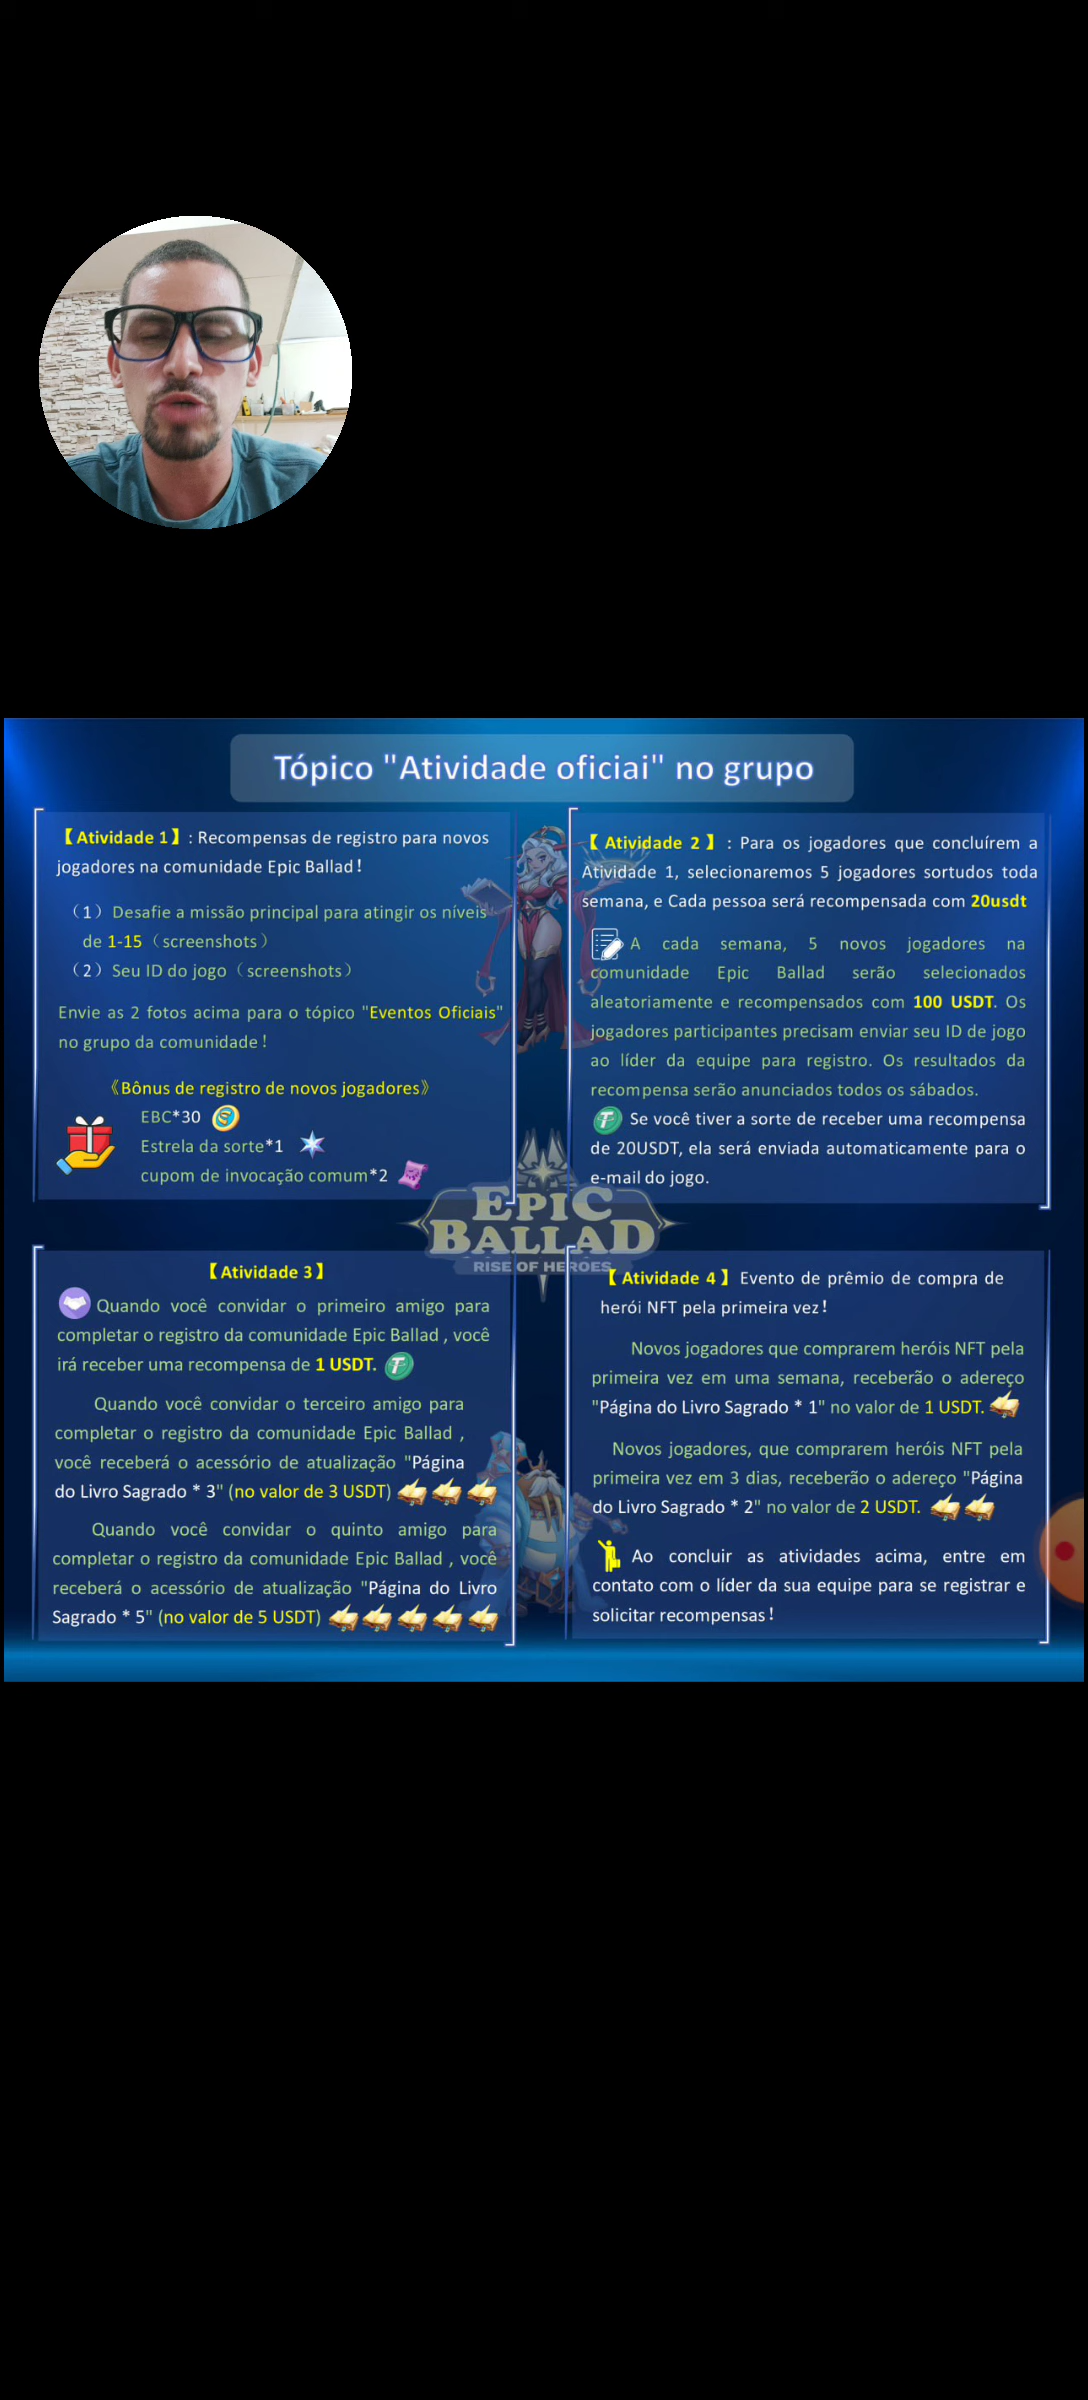 Tópico "Atividade oficiai" no grupo
【Atividade 1】: Recompensas de registro para novos
jogadores na comunidade Epic Ballad！
（1）Desafie a missão principal para atingir os níveis
de 1-15（screenshots）
（2）Seu ID do jogo（screenshots）
Envie as 2 fotos acima para o tópico "Eventos Oficiais"
no grupo da comunidade！
《Bônus de registro de novos jogadores》
EBC*30
Estrela da sorte*1
cupom de invocação comum*2
【Atividade 2】: Para os jogadores que concluírem a
Atividade 1, selecionaremos 5 jogadores sortudos toda
semana, e Cada pessoa será recompensada com 20usdt
A cada semana, 5 novos jogadores na
comunidade Epic Ballad serão selecionados
aleatoriamente e recompensados com 100 USDT. Os
jogadores participantes precisam enviar seu ID de jogo
ao líder da equipe para registro. Os resultados da
recompensa serão anunciados todos os sábados.
Se você tiver a sorte de receber uma recompensa
de 20USDT, ela será enviada automaticamente para o
e-mail do jogo.
EPIC
BALLAD
RISE OF HEROES
【Atividade 3】
Quando você convidar o primeiro amigo para
completar o registro da comunidade Epic Ballad , você
irá receber uma recompensa de 1 USDT.
Quando você convidar o terceiro amigo para
completar o registro da comunidade Epic Ballad ,
você receberá o acessório de atualização "Página
do Livro Sagrado * 3" (no valor de 3 USDT)
Quando você convidar o quinto amigo para
completar o registro da comunidade Epic Ballad , você
receberá o acessório de atualização "Página do Livro
Sagrado * 5" (no valor de 5 USDT)
【Atividade 4】Evento de prêmio de compra de
herói NFT pela primeira vez！
Novos jogadores que comprarem heróis NFT pela
primeira vez em uma semana, receberão o adereço
"Página do Livro Sagrado * 1" no valor de 1 USDT.
Novos jogadores, que comprarem heróis NFT pela
primeira vez em 3 dias, receberão o adereço "Página
do Livro Sagrado * 2" no valor de 2 USDT.
Ao concluir as atividades acima, entre em
contato com o líder da sua equipe para se registrar e
solicitar recompensas！